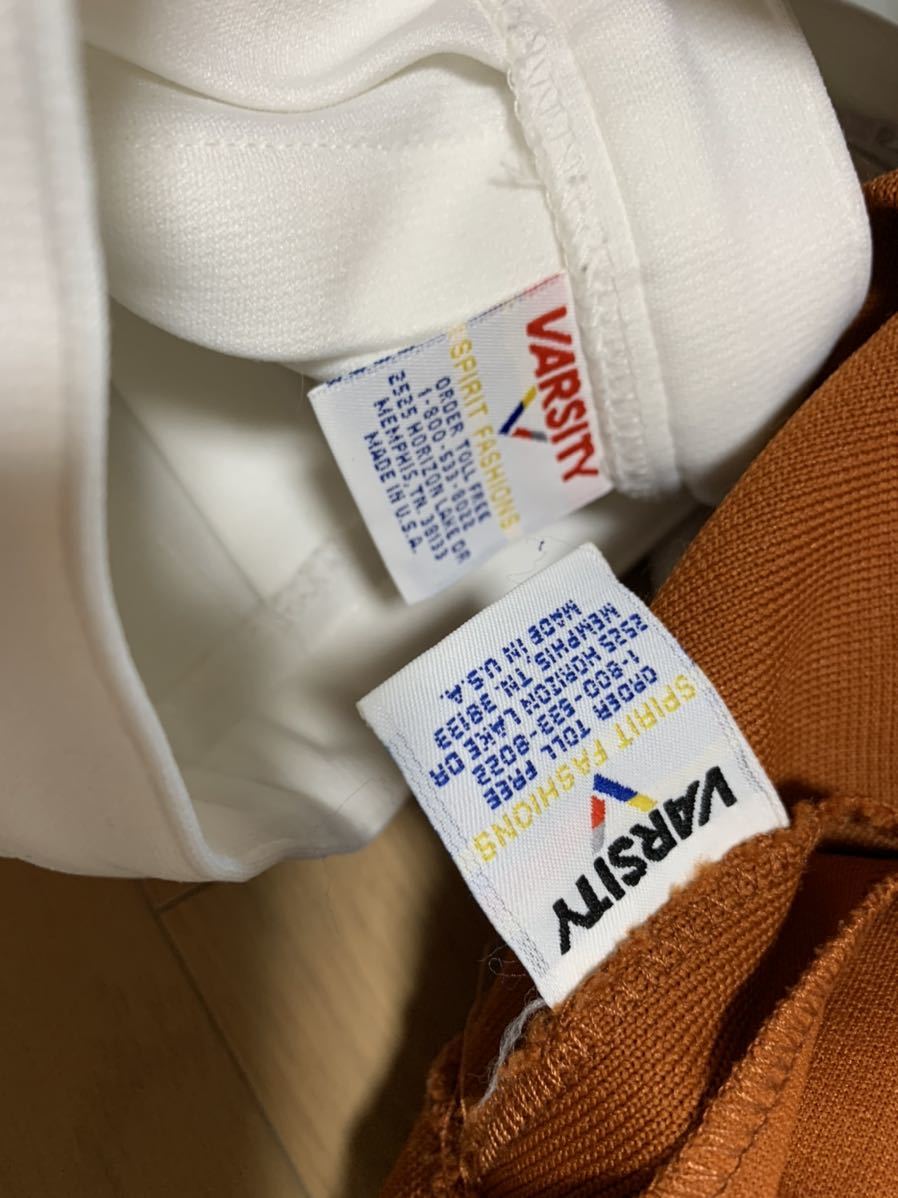 VARSITY
SPIRIT FASHIONS
ORDER TOLL FREE
1-800-533-8022
2525 HORIZON LAKE DR
MEMPHIS, TN. 38133
MADE IN U.S.A.
VARSITY
SPIRIT FASHIONS
ORDER TOLL FREE
1-800-533-8022
2525 HORIZON LAKE DR
MEMPHIS, TN. 38133
MADE IN U.S.A.